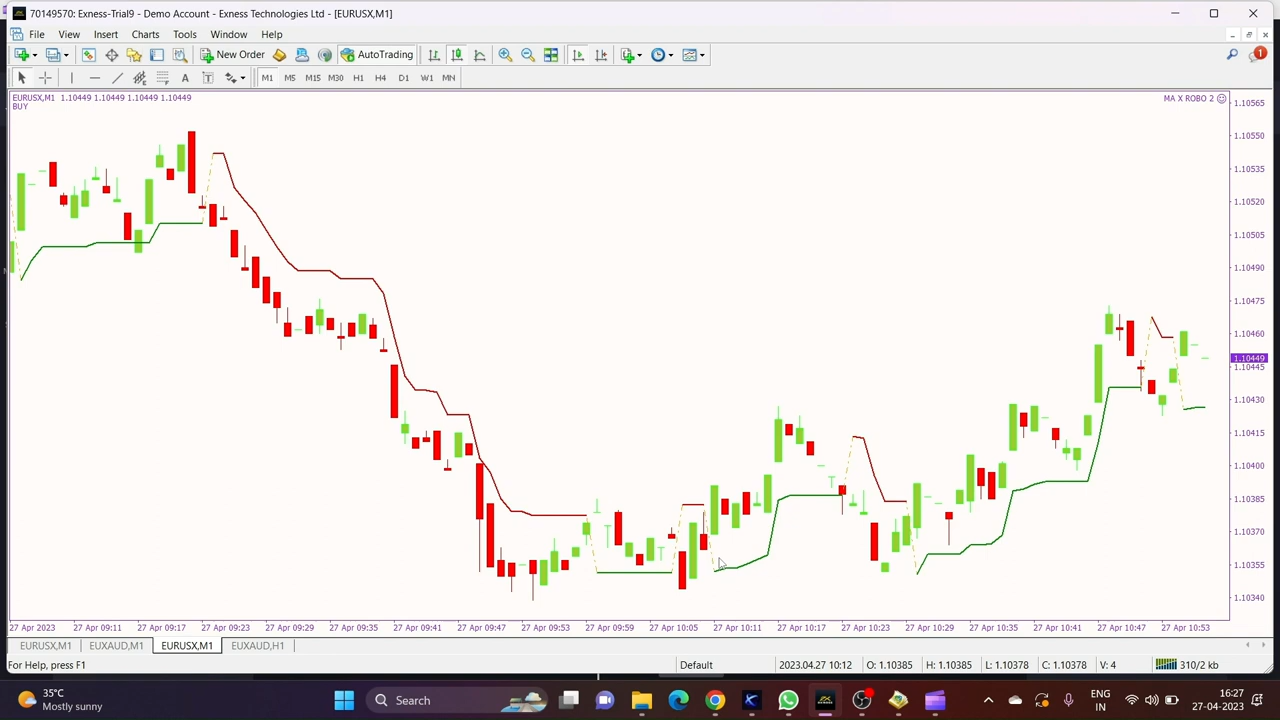 70149570: Exness-Trial9 - Demo Account - Exness Technologies Ltd - [EURUSX,M1]
File View Insert Charts Tools Window Help
New Order AutoTrading 1
A T M1 M5 M15 M30 H1 H4 D1 W1 MN
EURUSX,M1 1.10449 1.10449 1.10449 1.10449
BUY
MA X ROBO 2
1.10565
1.10550
1.10535
1.10520
1.10505
1.10490
1.10475
1.10460
1.10449
1.10445
1.10430
1.10415
1.10400
1.10385
1.10370
1.10355
1.10340
27 Apr 2023 27 Apr 09:11 27 Apr 09:23 27 Apr 09:35 27 Apr 09:41 27 Apr 09:47 27 Apr 09:53 27 Apr 09:59 27 Apr 10:05 27 Apr 10:11 27 Apr 10:17 27 Apr 10:23 27 Apr 10:29 27 Apr 10:35 27 Apr 10:41 27 Apr 10:47 27 Apr 10:53
EURUSX,M1 EUXAUD,M1 EURUSX,M1 EUXAUD,H1
For Help, press F1 Default 2023.04.27 10:12 O: 1.10385 H: 1.10385 L: 1.10378 C: 1.10378 V: 4 310/2 kb
35°C
Mostly sunny
Search
ENG
IN
16:27
27-04-2023